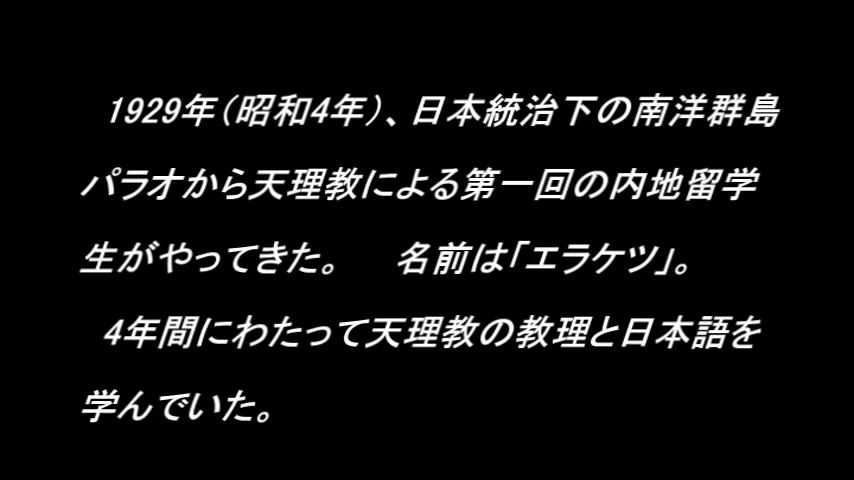 1929年（昭和4年）、日本統治下の南洋群島
パラオから天理教による第一回の内地留学
生がやってきた。　名前は「エラケツ」。
4年間にわたって天理教の教理と日本語を
学んでいた。